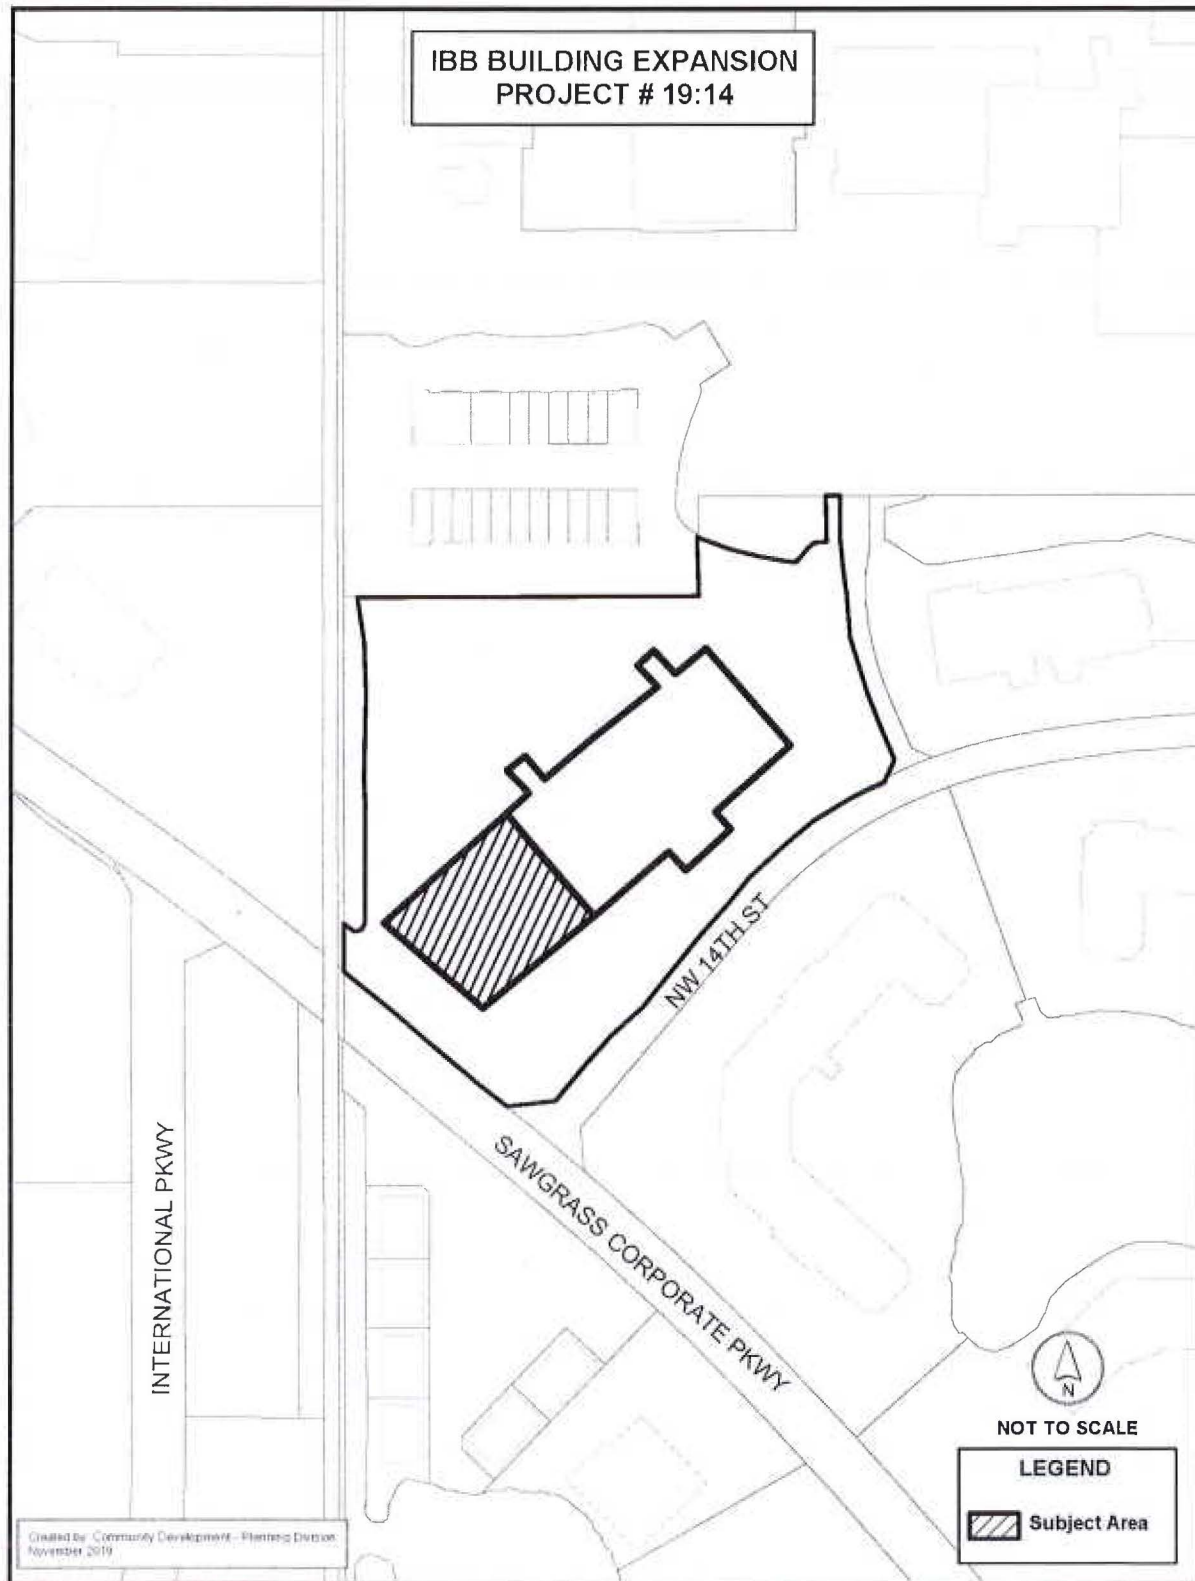 IBB BUILDING EXPANSION
PROJECT # 19:14
NW 14TH ST
SAWGRASS CORPORATE PKWY
INTERNATIONAL PKWY
N
NOT TO SCALE
LEGEND
Subject Area
Created by: Community Development - Planning Division
November 2019